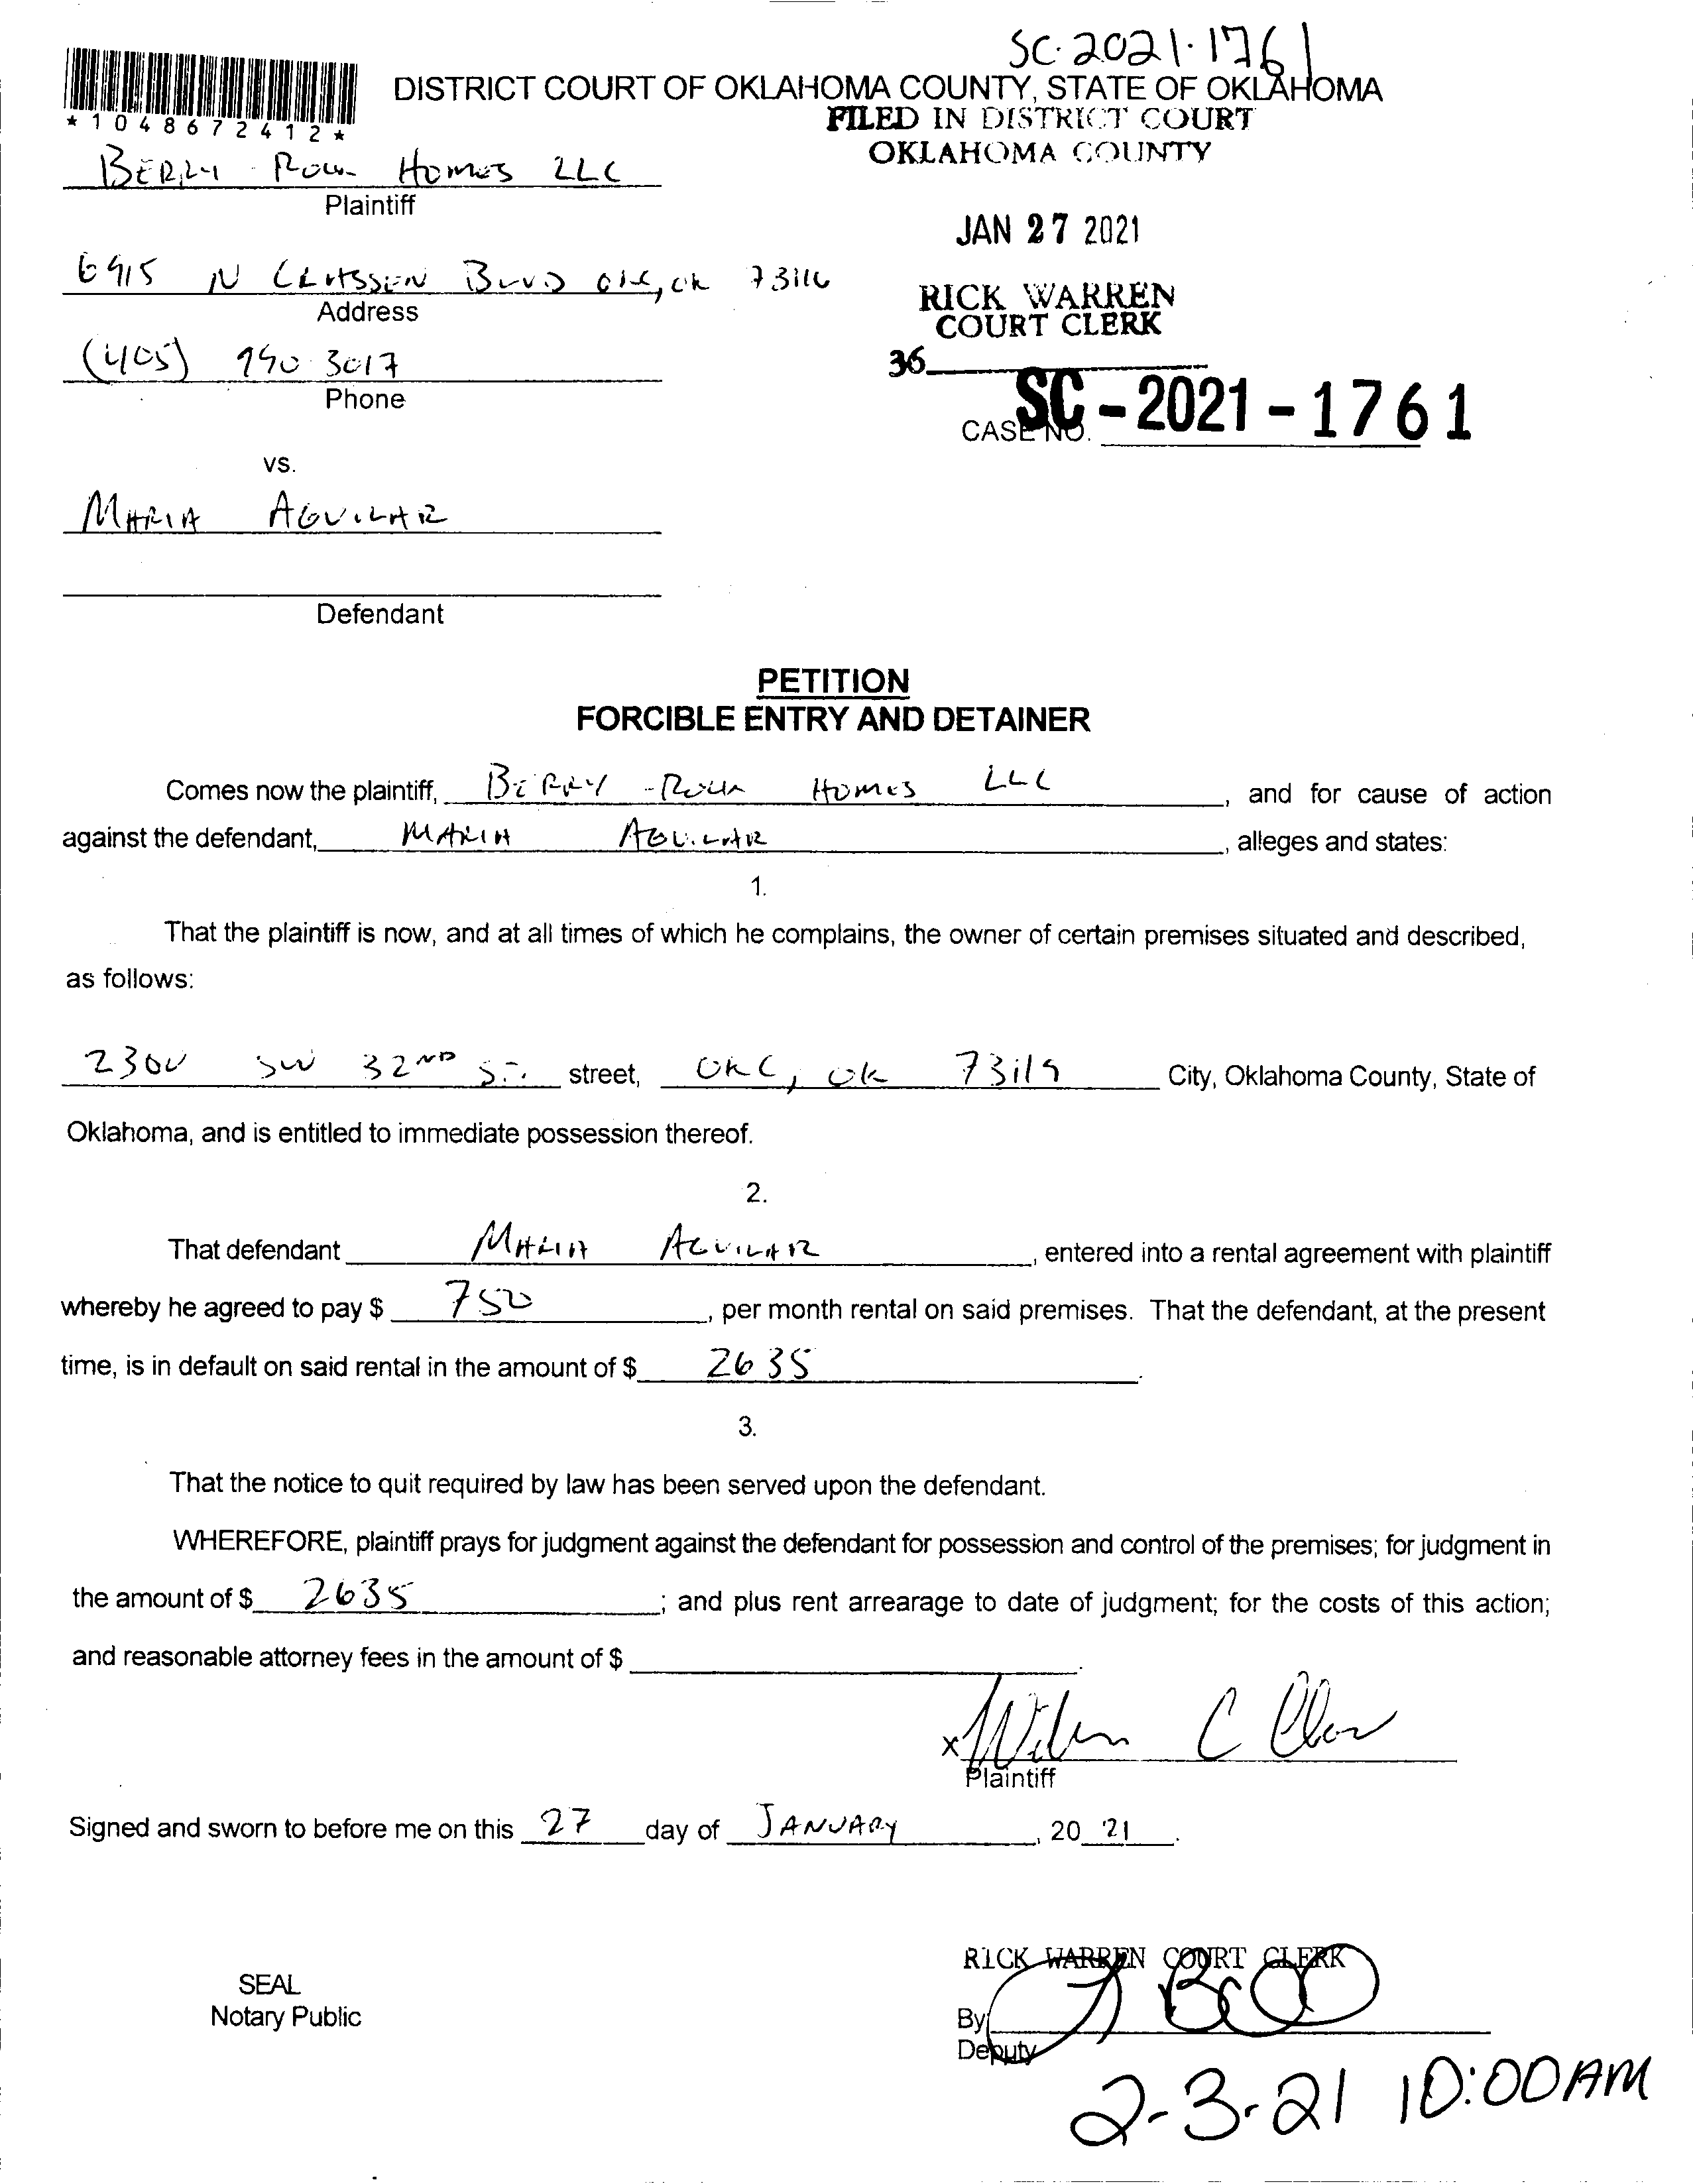 SC-2021-1761
DISTRICT COURT OF OKLAHOMA COUNTY, STATE OF OKLAHOMA
*1048672412*
FILED IN DISTRICT COURT
OKLAHOMA COUNTY
BERRY - ROCK HOMES LLC
Plaintiff
JAN 27 2021
6915 N CLASSEN BLVD OKC, OK 73116
Address
RICK WARREN
COURT CLERK
(405) 990-3017
36
Phone
CASE NO. SC-2021-1761
vs.
MARIA AGUILAR
Defendant
PETITION
FORCIBLE ENTRY AND DETAINER
Comes now the plaintiff, BERRY - ROCK HOMES LLC, and for cause of action
against the defendant, MARIA AGUILAR, alleges and states:
1.
That the plaintiff is now, and at all times of which he complains, the owner of certain premises situated and described,
as follows:
2300 SW 32ND ST. street, OKC, OK 73119 City, Oklahoma County, State of
Oklahoma, and is entitled to immediate possession thereof.
2.
That defendant MARIA AGUILAR, entered into a rental agreement with plaintiff
whereby he agreed to pay $ 750, per month rental on said premises. That the defendant, at the present
time, is in default on said rental in the amount of $ 2635.
3.
That the notice to quit required by law has been served upon the defendant.
WHEREFORE, plaintiff prays for judgment against the defendant for possession and control of the premises; for judgment in
the amount of $ 2635; and plus rent arrearage to date of judgment; for the costs of this action;
and reasonable attorney fees in the amount of $
x
Plaintiff
Signed and sworn to before me on this 27 day of JANUARY, 20 21.
RICK WARREN COURT CLERK
SEAL
Notary Public
By
Deputy
2-3-21 10:00AM